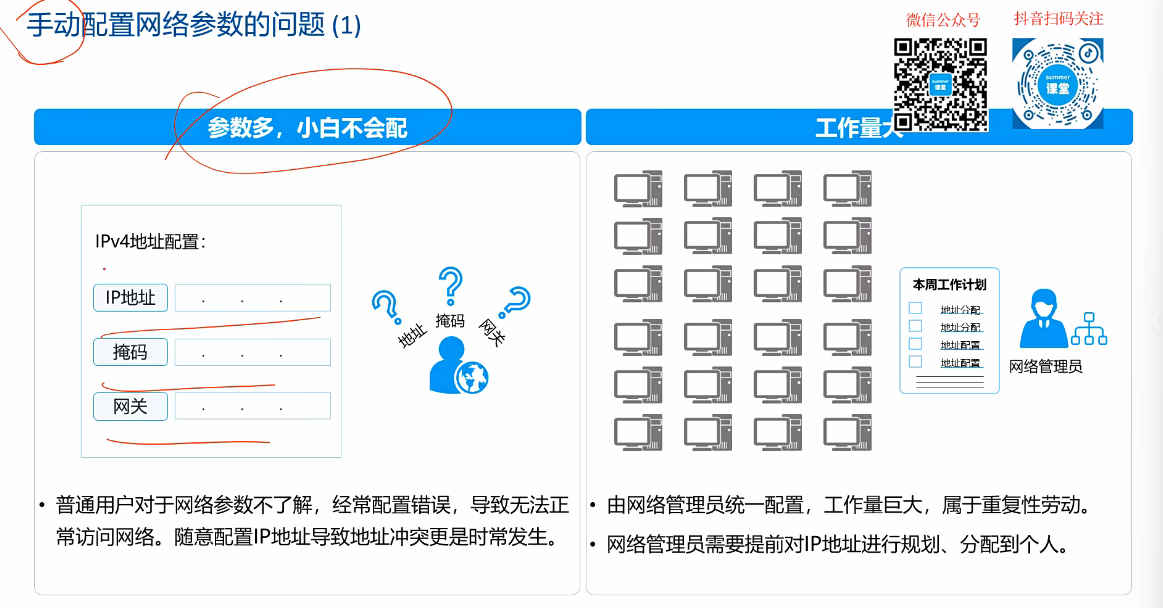 手动配置网络参数的问题 (1)
微信公众号
抖音扫码关注
summer
课堂
summer
课堂
参数多，小白不会配
工作量大
IPv4地址配置：
IP地址 . . .
掩码 . . .
网关 . . .
? ? ?
地址 掩码 网关
本周工作计划
地址分配
地址分配
地址配置
地址配置
网络管理员
• 普通用户对于网络参数不了解，经常配置错误，导致无法正
常访问网络。随意配置IP地址导致地址冲突更是时常发生。
• 由网络管理员统一配置，工作量巨大，属于重复性劳动。
• 网络管理员需要提前对IP地址进行规划、分配到个人。